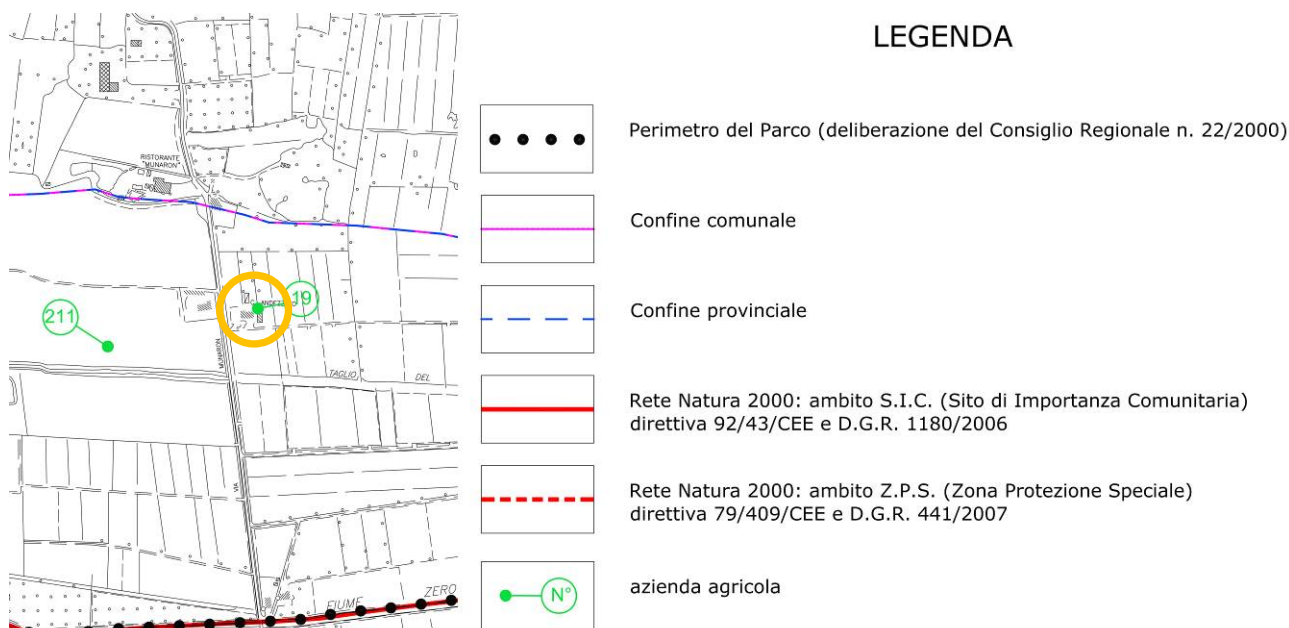 LEGENDA
Perimetro del Parco (deliberazione del Consiglio Regionale n. 22/2000)
Confine comunale
Confine provinciale
Rete Natura 2000: ambito S.I.C. (Sito di Importanza Comunitaria)
direttiva 92/43/CEE e D.G.R. 1180/2006
Rete Natura 2000: ambito Z.P.S. (Zona Protezione Speciale)
direttiva 79/409/CEE e D.G.R. 441/2007
N°
azienda agricola
RISTORANTE
"MUNARON"
19
211
MUNARON
TAGLIO DEL
VIA
FIUME ZERO